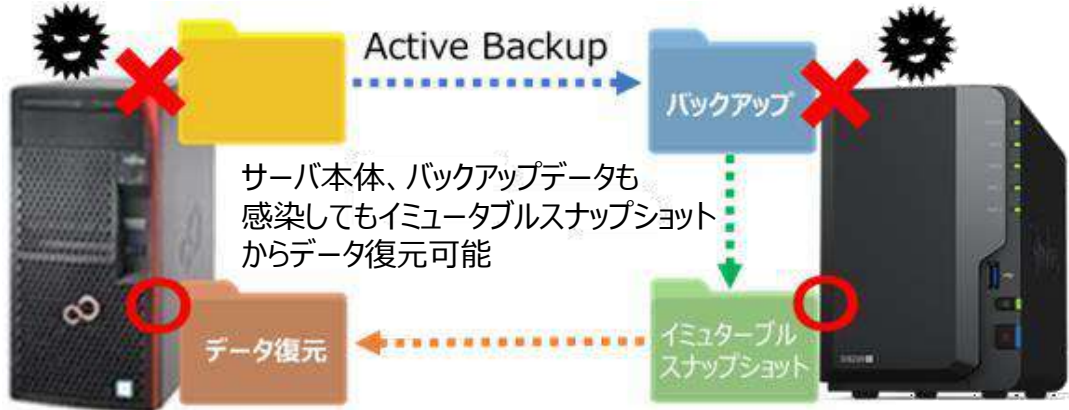 Active Backup
バックアップ
サーバ本体、バックアップデータも
感染してもイミュータブルスナップショット
からデータ復元可能
データ復元
イミュターブル
スナップショット